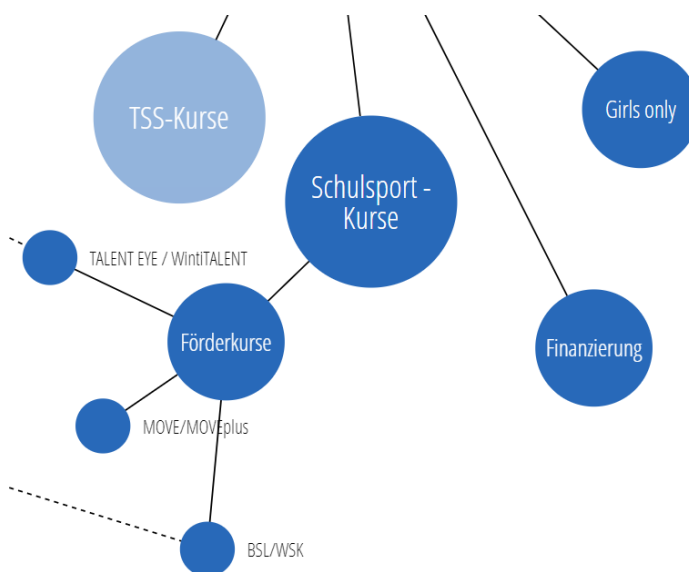 TSS-Kurse
Girls only
Schulsport -
Kurse
TALENT EYE / WintiTALENT
Förderkurse
Finanzierung
MOVE/MOVEplus
BSL/WSK